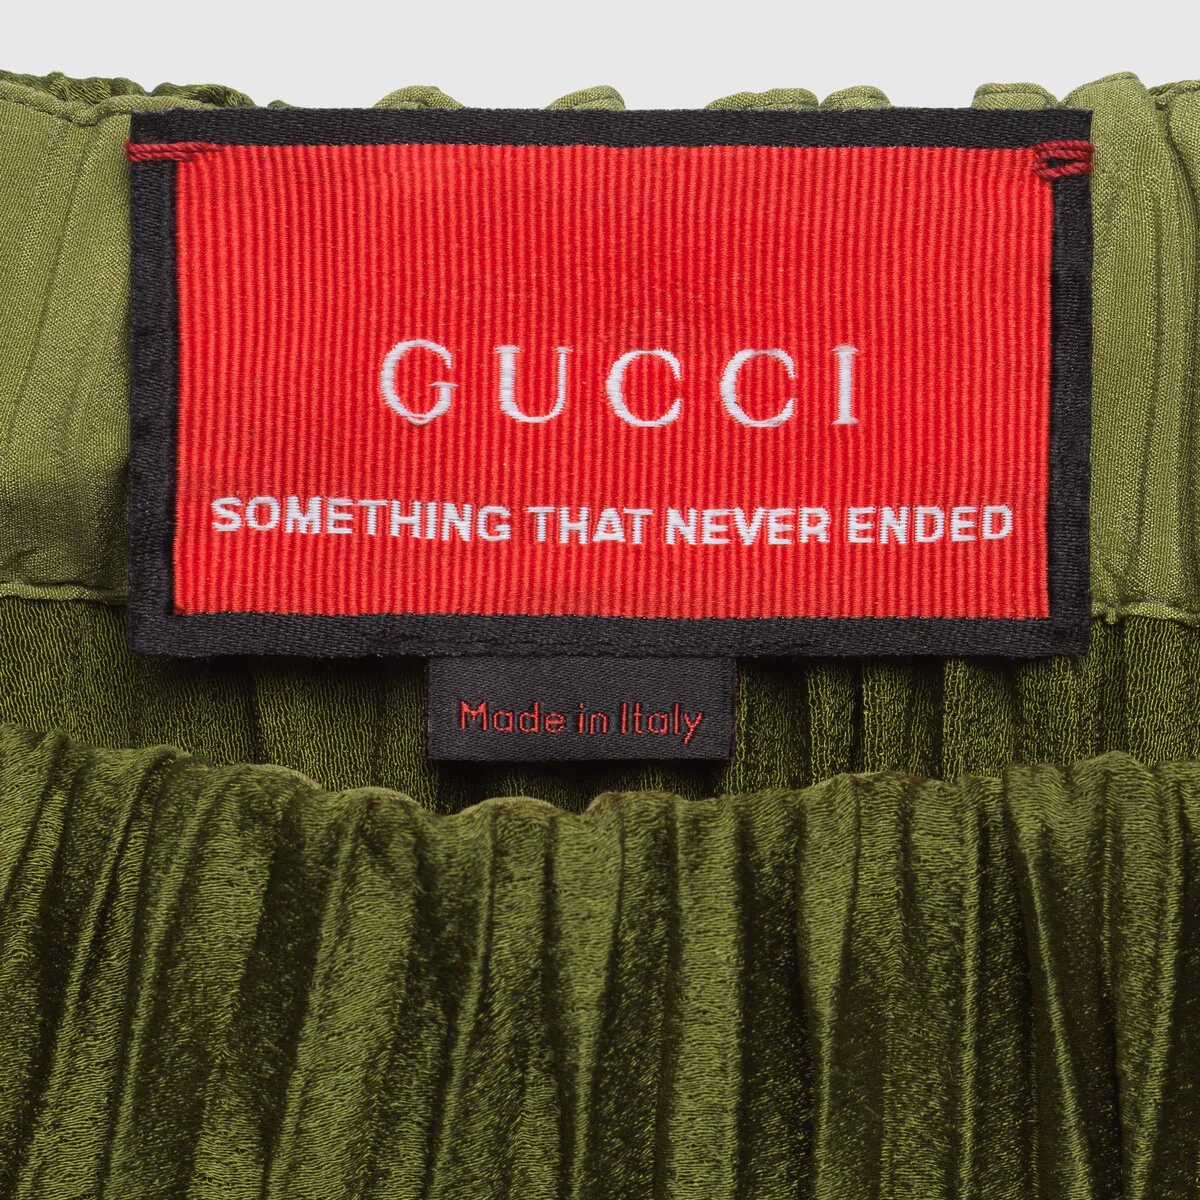 GUCCI
SOMETHING THAT NEVER ENDED
Made in Italy